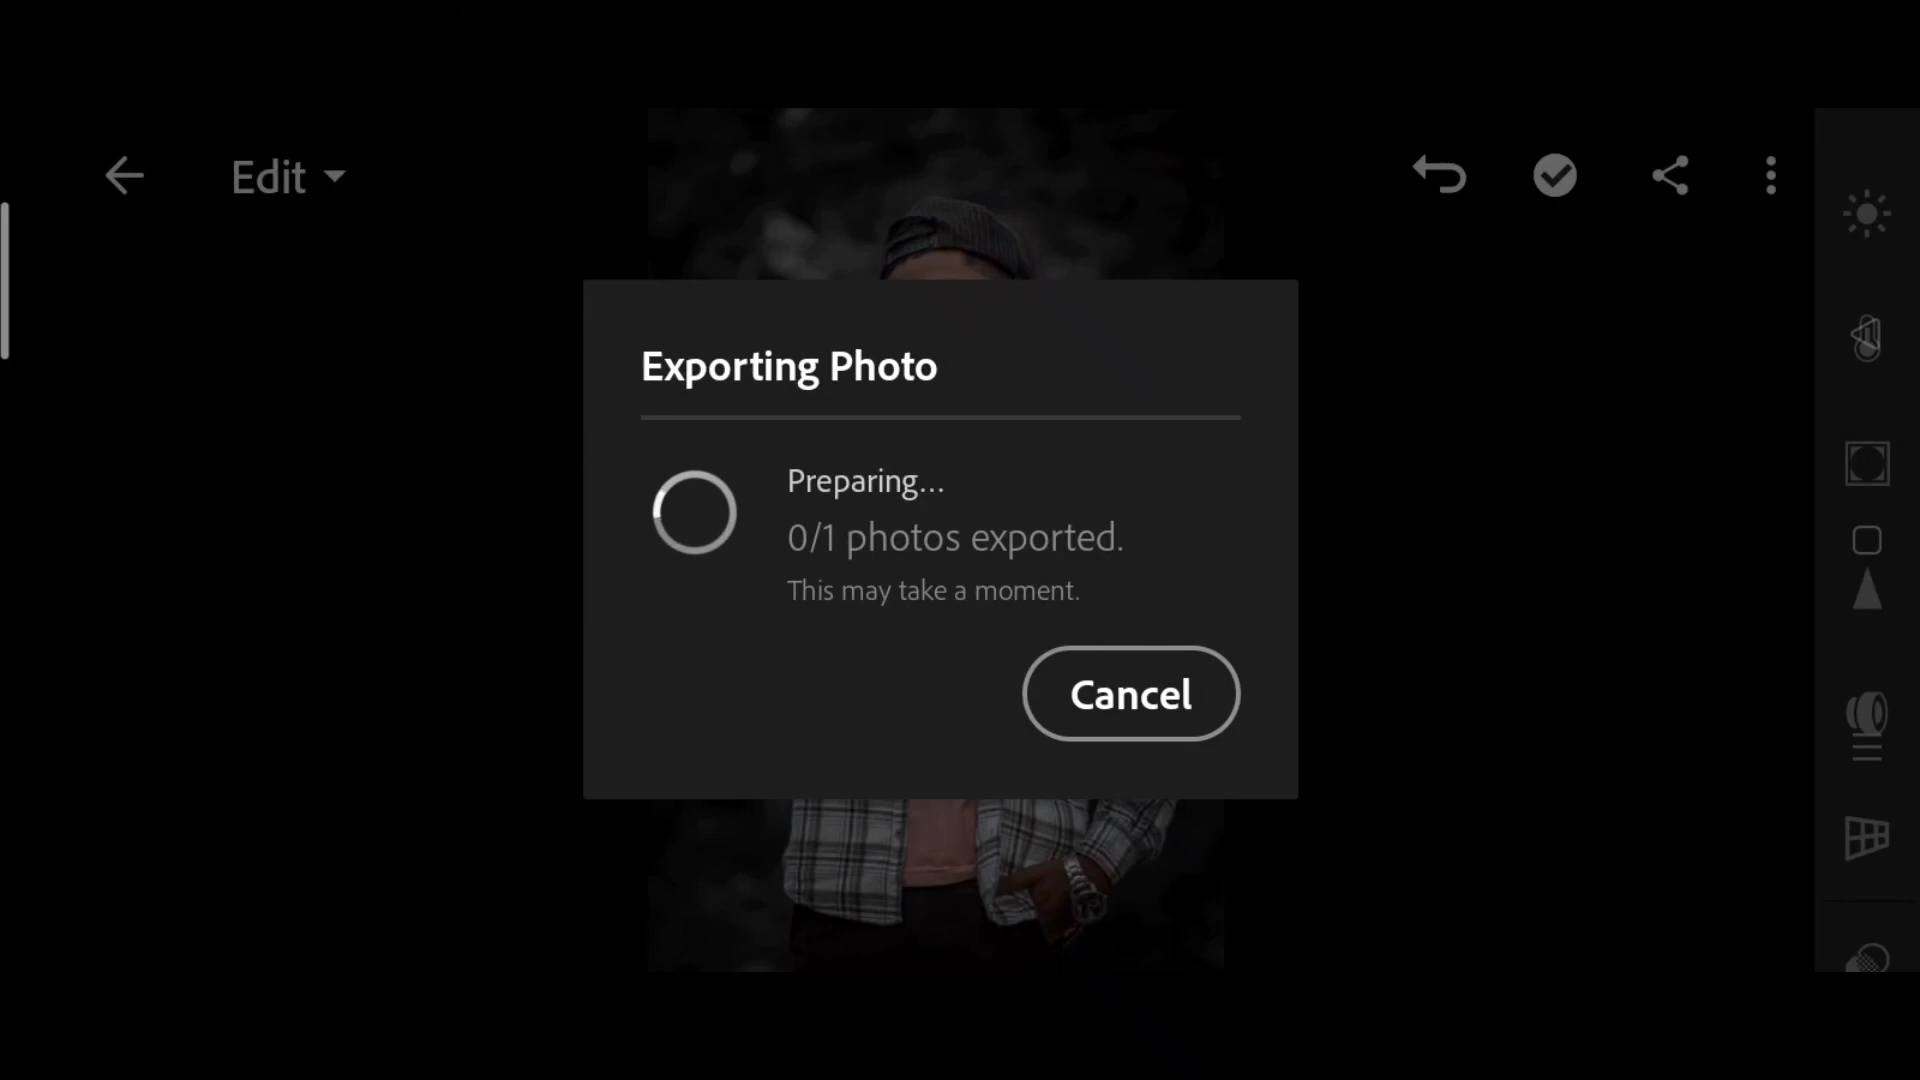 Edit
Exporting Photo
Preparing...
0/1 photos exported.
This may take a moment.
Cancel